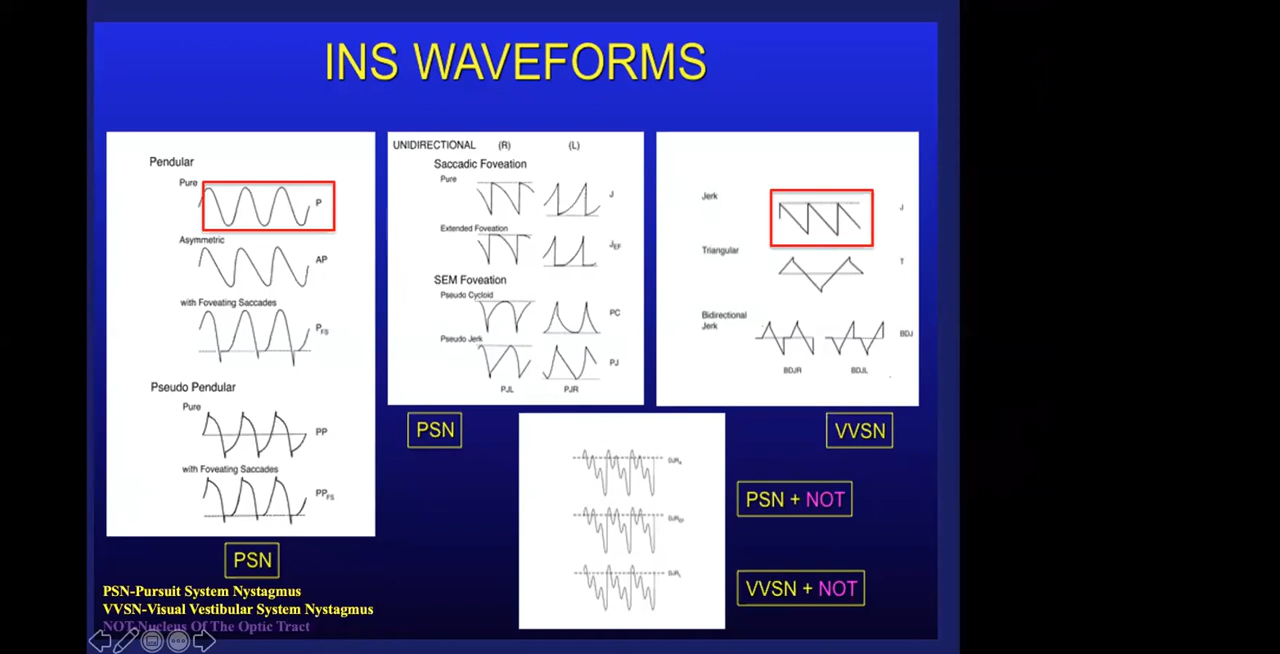 INS WAVEFORMS
Pendular
Pure
P
Asymmetric
AP
with Foveating Saccades
PFS
Pseudo Pendular
Pure
PP
with Foveating Saccades
PPFS
PSN
UNIDIRECTIONAL (R) (L)
Saccadic Foveation
Pure
J
Extended Foveation
JEF
SEM Foveation
Pseudo Cycloid
PC
Pseudo Jerk
PJ
PJL PJR
PSN
Jerk
J
Triangular
T
Bidirectional
Jerk
BDJ
BDJR BDJL
VVSN
PSN + NOT
VVSN + NOT
PSN-Pursuit System Nystagmus
VVSN-Visual Vestibular System Nystagmus
NOT-Nucleus Of The Optic Tract